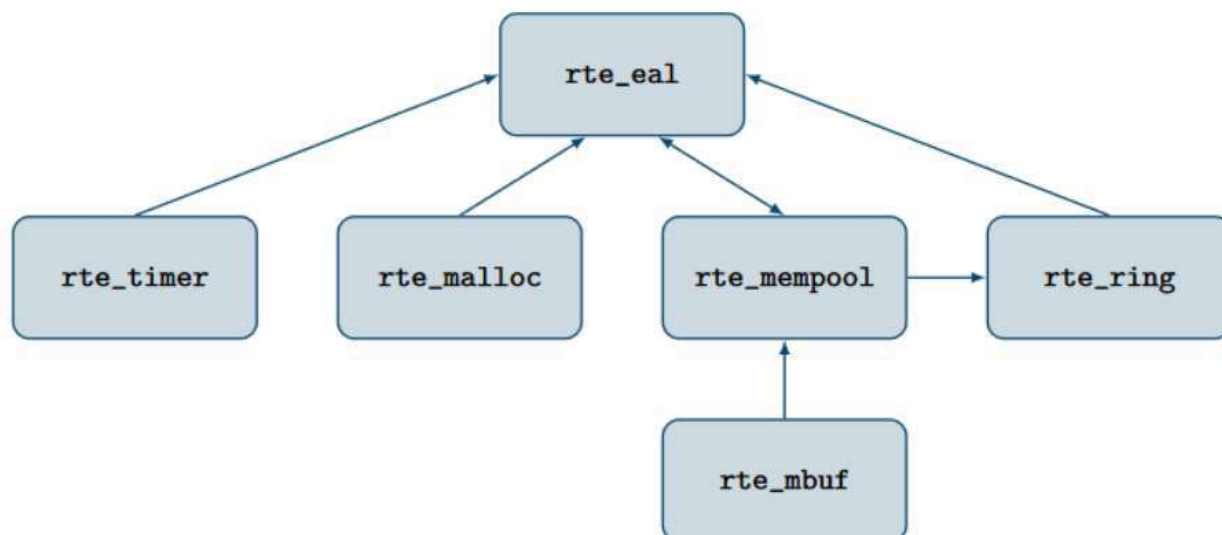 rte_eal
rte_timer
rte_malloc
rte_mempool
rte_ring
rte_mbuf